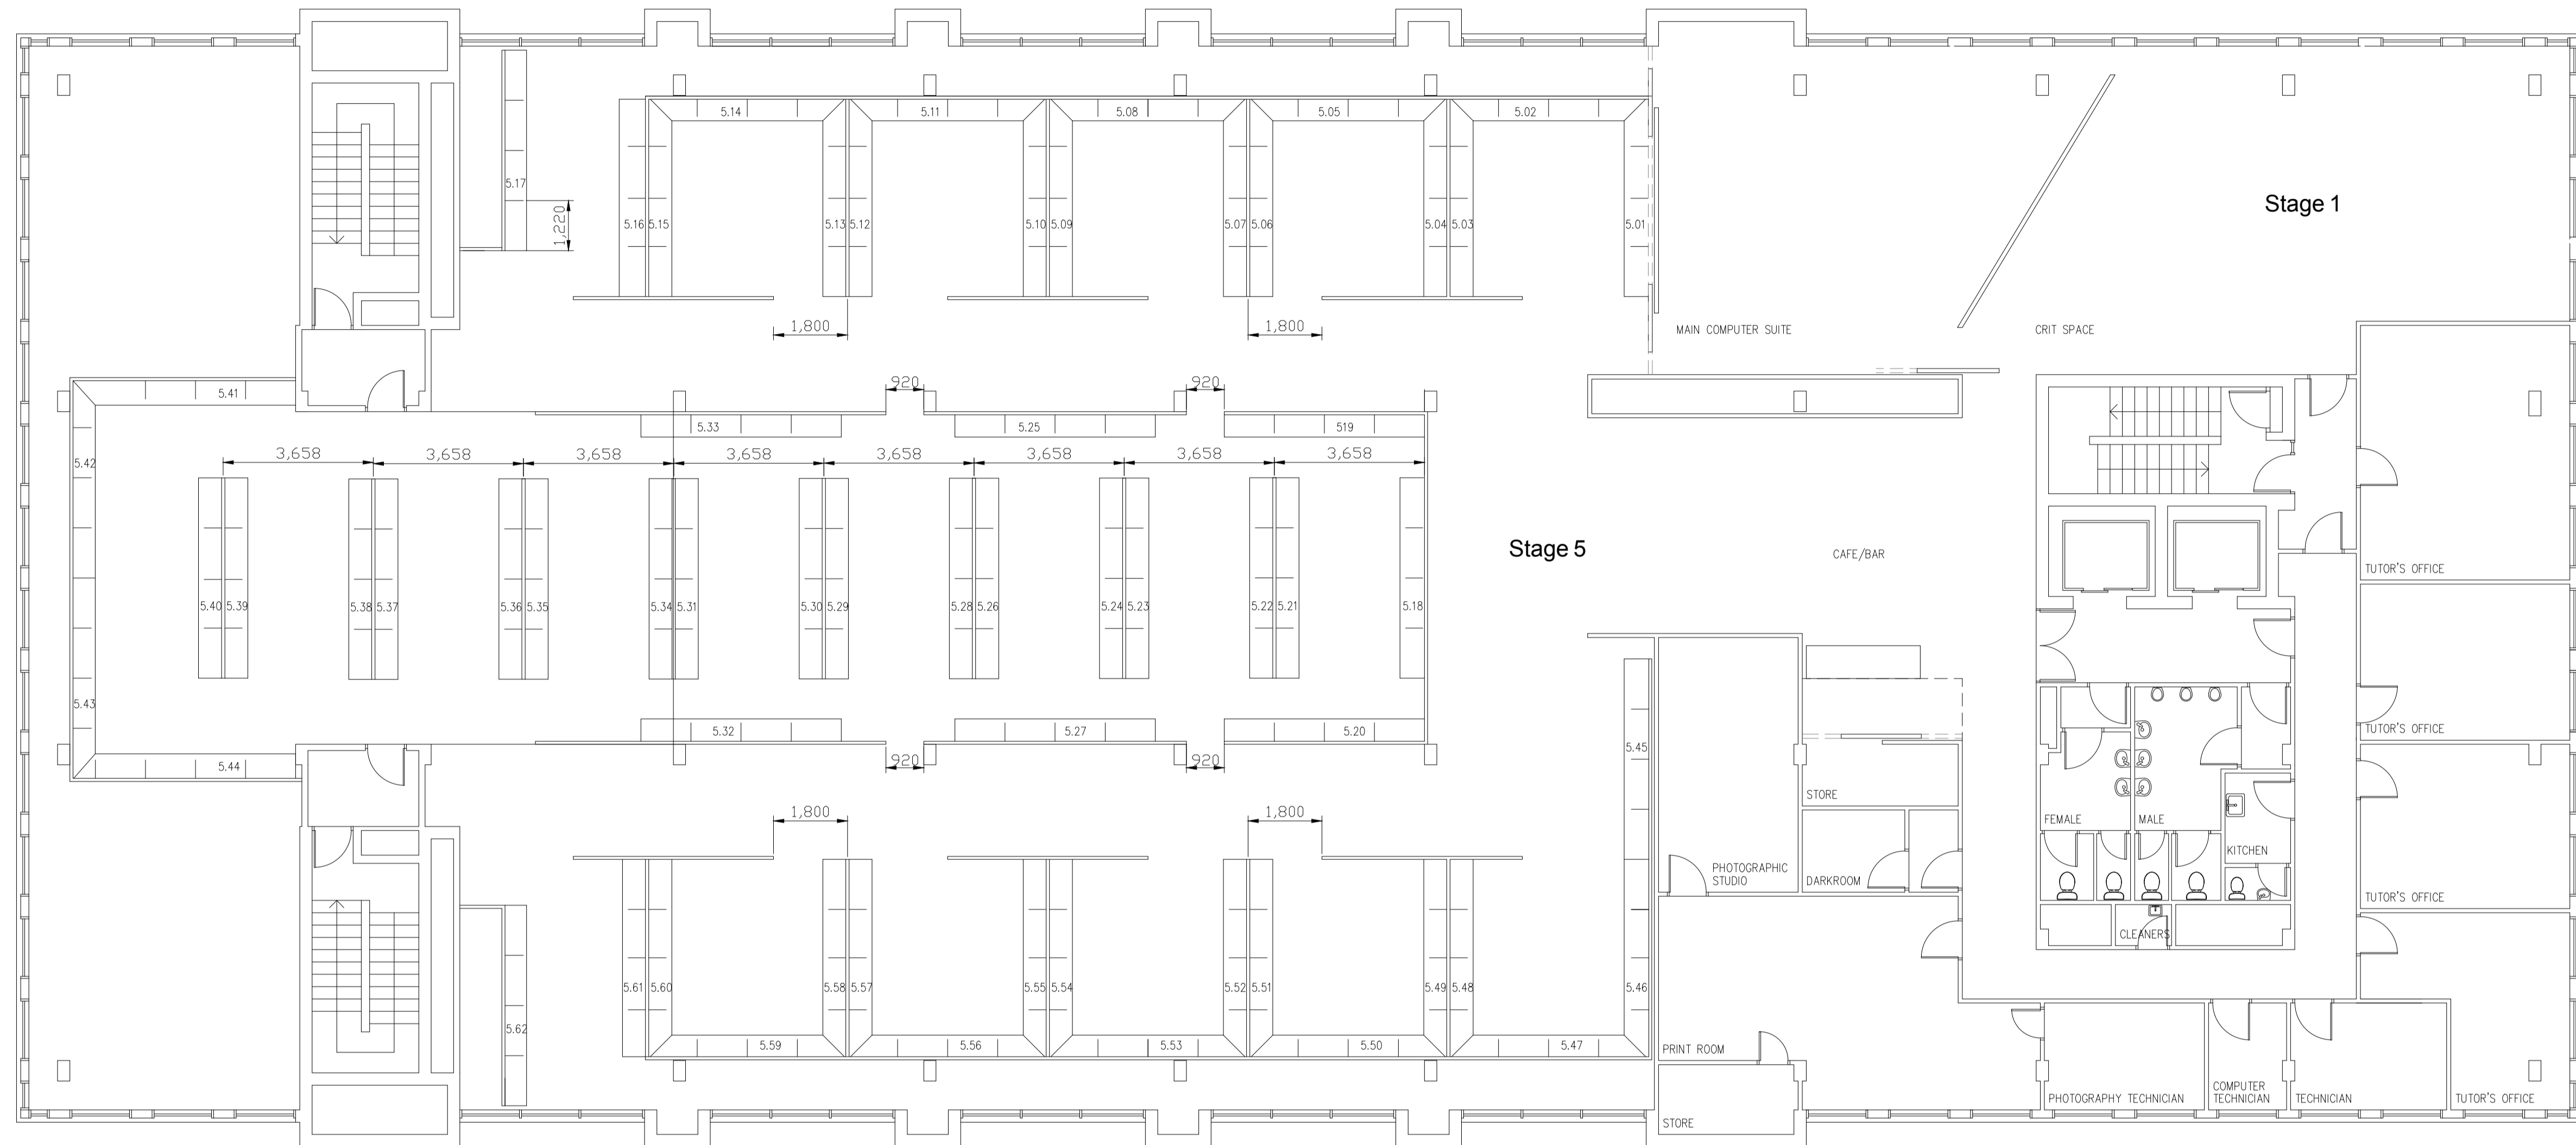 5.14
5.11
5.08
5.05
5.02
5.17
1,220
5.16 5.15
5.13 5.12
5.10 5.09
5.07 5.06
5.04 5.03
5.01
Stage 1
1,800
1,800
MAIN COMPUTER SUITE
CRIT SPACE
920
920
5.41
5.33
5.25
519
5.42
3,658
3,658
3,658
3,658
3,658
3,658
3,658
3,658
Stage 5
CAFE/BAR
TUTOR'S OFFICE
5.40 5.39
5.38 5.37
5.36 5.35
5.34 5.31
5.30 5.29
5.28 5.26
5.24 5.23
5.22 5.21
5.18
5.43
5.32
5.27
5.20
TUTOR'S OFFICE
5.45
5.44
920
920
STORE
1,800
1,800
FEMALE
MALE
KITCHEN
PHOTOGRAPHIC
STUDIO
DARKROOM
TUTOR'S OFFICE
CLEANERS
5.61 5.60
5.58 5.57
5.55 5.54
5.52 5.51
5.49 5.48
5.46
5.62
5.59
5.56
5.53
5.50
5.47
PRINT ROOM
PHOTOGRAPHY TECHNICIAN
COMPUTER
TECHNICIAN
TECHNICIAN
TUTOR'S OFFICE
STORE